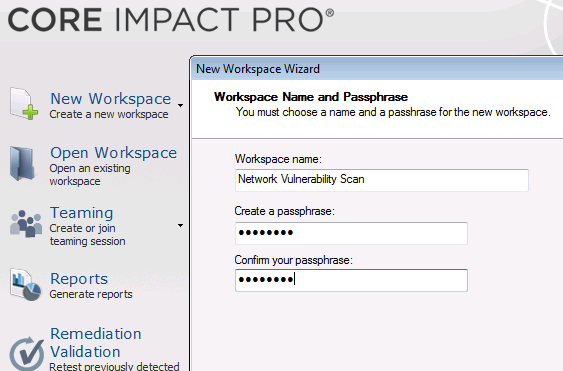 CORE IMPACT PRO®
New Workspace
Create a new workspace
Open Workspace
Open an existing
workspace
Teaming
Create or join
teaming session
Reports
Generate reports
Remediation
Validation
Retest previously detected
New Workspace Wizard
Workspace Name and Passphrase
You must choose a name and a passhrase for the new workspace.
Workspace name:
Network Vulnerability Scan
Create a passphrase:
••••••••
Confirm your passphrase:
••••••••